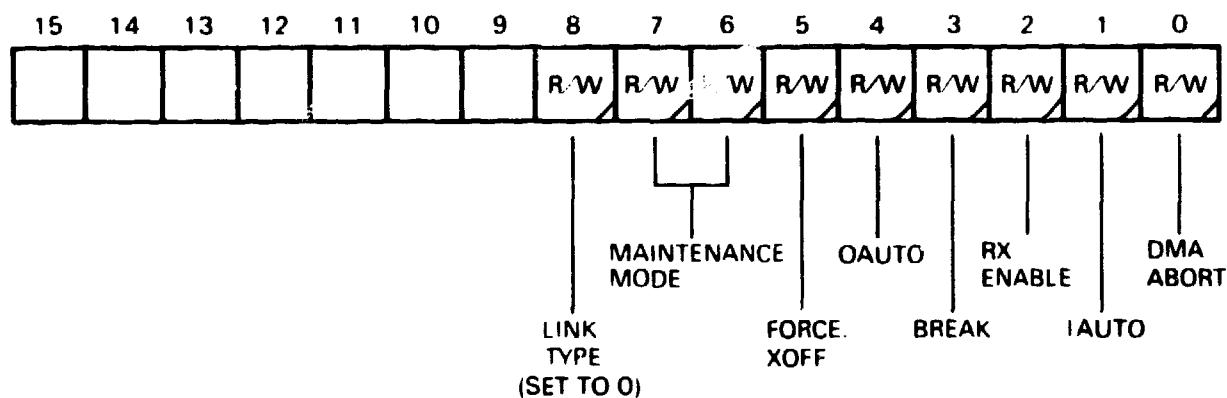 15 14 13 12 11 10 9 8 7 6 5 4 3 2 1 0
R/W R/W W R/W R/W R/W R/W R/W R/W
MAINTENANCE MODE
OAUTO
RX ENABLE
DMA ABORT
LINK TYPE (SET TO 0)
FORCE. XOFF
BREAK
IAUTO